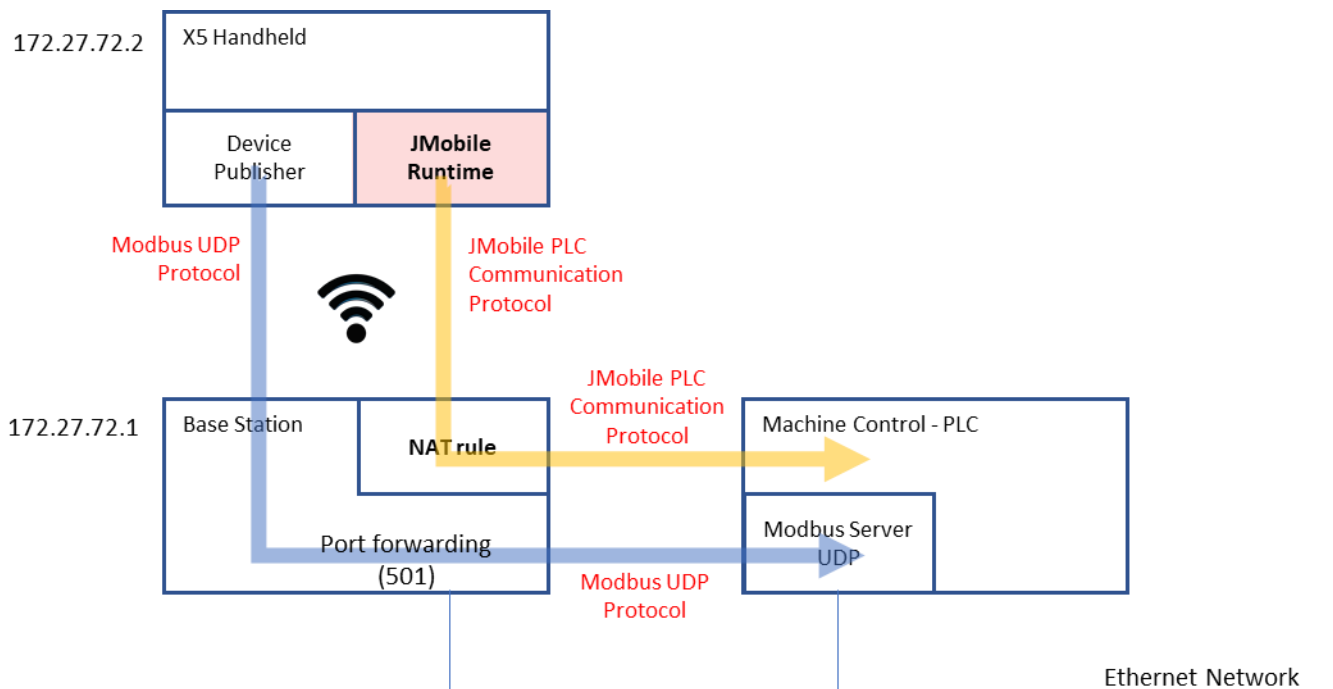 172.27.72.2
X5 Handheld
Device
Publisher
JMobile
Runtime
Modbus UDP
Protocol
JMobile PLC
Communication
Protocol
JMobile PLC
Communication
Protocol
172.27.72.1
Base Station
NAT rule
Machine Control - PLC
Port forwarding
(501)
Modbus Server
UDP
Modbus UDP
Protocol
Ethernet Network